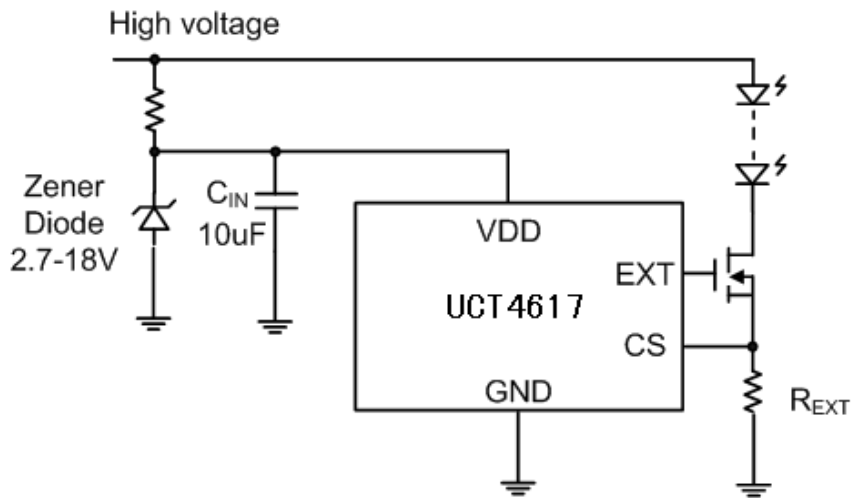 High voltage
Zener
Diode
2.7-18V
CIN
10uF
VDD
EXT
UCT4617
CS
GND
REXT